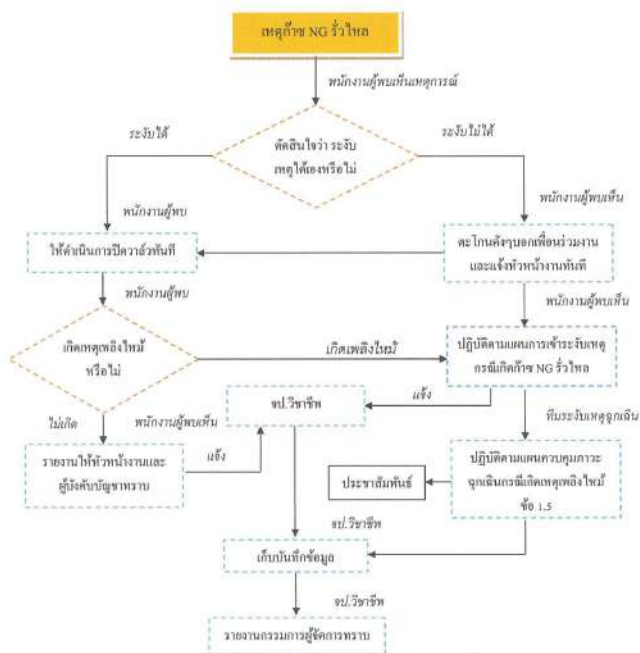 เหตุก๊าซ NG รั่วไหล
พนักงานผู้พบเห็นเหตุการณ์
ระงับได้
ระงับไม่ได้
ตัดสินใจว่า ระงับ
เหตุได้เองหรือไม่
พนักงานผู้พบ
พนักงานผู้พบเห็น
ให้ดำเนินการปิดวาล์วทันที
ตะโกนดังๆบอกเพื่อนร่วมงาน
และแจ้งหัวหน้างานทันที
พนักงานผู้พบ
พนักงานผู้พบเห็น
เกิดเหตุเพลิงไหม้
หรือไม่
เกิดเพลิงไหม้
ปฏิบัติตามแผนการเข้าระงับเหตุ
กรณีเกิดก๊าซ NG รั่วไหล
แจ้ง
จป.วิชาชีพ
ไม่เกิด
พนักงานผู้พบเห็น
ทีมระงับเหตุฉุกเฉิน
รายงานให้หัวหน้างานและ
ผู้บังคับบัญชาทราบ
แจ้ง
ประชาสัมพันธ์
ปฏิบัติตามแผนควบคุมภาวะ
ฉุกเฉินกรณีเกิดเหตุเพลิงไหม้
ข้อ 1.5
จป.วิชาชีพ
เก็บบันทึกข้อมูล
จป.วิชาชีพ
รายงานกรรมการผู้จัดการทราบ